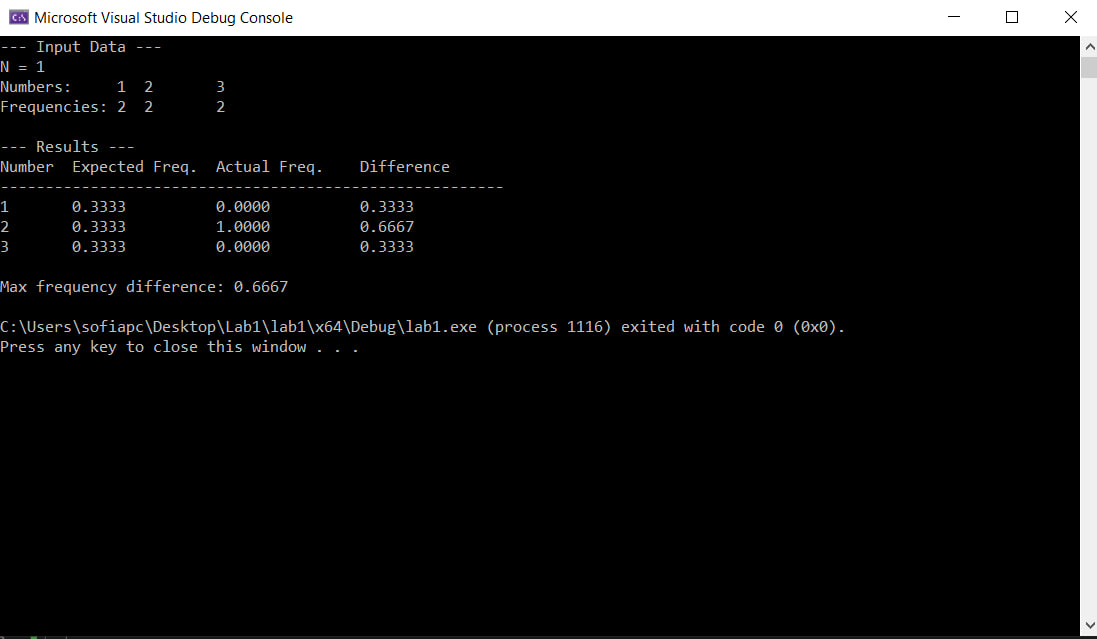 Microsoft Visual Studio Debug Console
--- Input Data ---
N = 1
Numbers:     1  2       3
Frequencies: 2  2       2
--- Results ---
Number  Expected Freq.  Actual Freq.    Difference
--------------------------------------------------------
1       0.3333          0.0000          0.3333
2       0.3333          1.0000          0.6667
3       0.3333          0.0000          0.3333
Max frequency difference: 0.6667
C:\Users\sofiapc\Desktop\Lab1\lab1\x64\Debug\lab1.exe (process 1116) exited with code 0 (0x0).
Press any key to close this window . . .